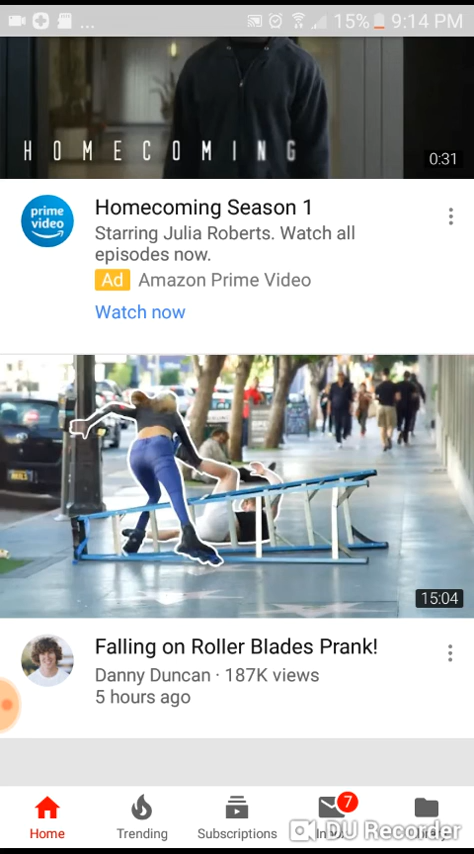 ... 15% 9:14 PM
HOMECOMING
0:31
prime
video
Homecoming Season 1
Starring Julia Roberts. Watch all
episodes now.
Ad Amazon Prime Video
Watch now
15:04
Falling on Roller Blades Prank!
Danny Duncan · 187K views
5 hours ago
7
Home Trending Subscriptions
DU Recorder